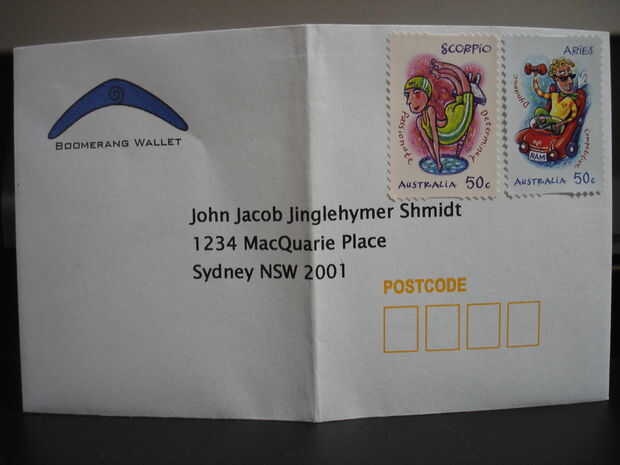 BOOMERANG WALLET
SCORPIO
Passionate
Determined
AUSTRALIA 50c
ARIES
Dynamic
Competitive
RAM
AUSTRALIA 50c
John Jacob Jinglehymer Shmidt
1234 MacQuarie Place
Sydney NSW 2001
POSTCODE